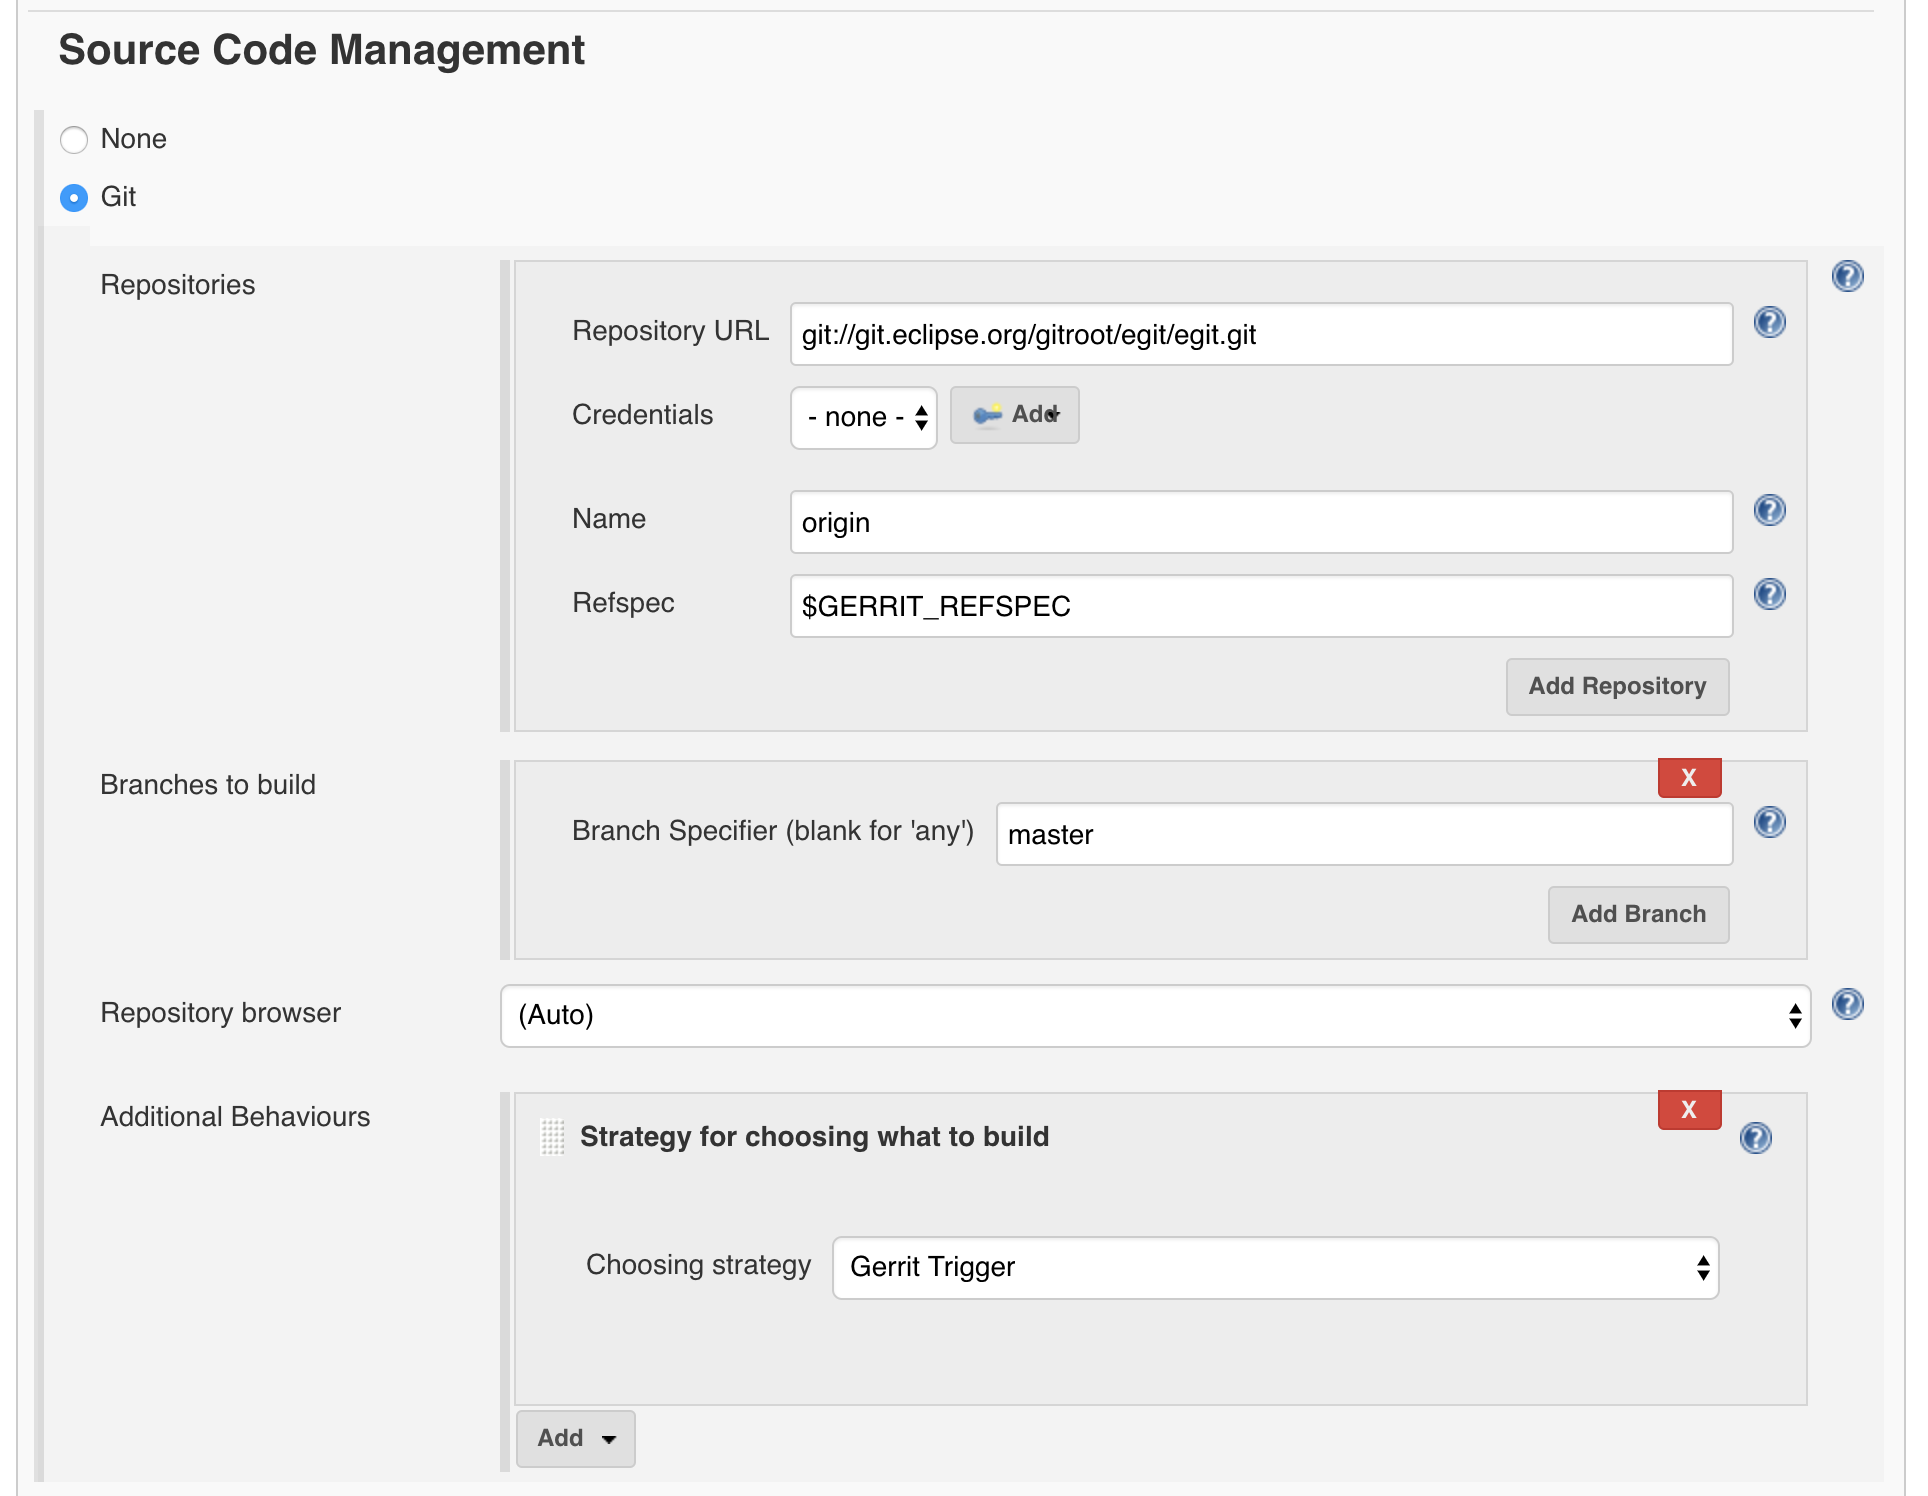 Source Code Management
None
Git
Repositories
Repository URL git://git.eclipse.org/gitroot/egit/egit.git
Credentials - none - Add
Name origin
Refspec $GERRIT_REFSPEC
Add Repository
Branches to build
X
Branch Specifier (blank for 'any') master
Add Branch
Repository browser (Auto)
Additional Behaviours
X
Strategy for choosing what to build
Choosing strategy Gerrit Trigger
Add